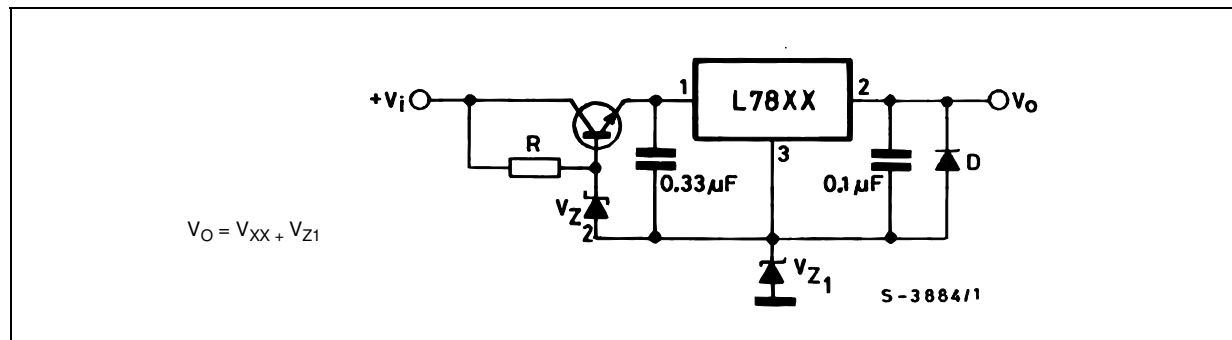 1
L78XX
2
+Vi
Vo
R
3
0.33µF
0.1µF
D
VZ2
VO = VXX + VZ1
VZ1
S-3884/1